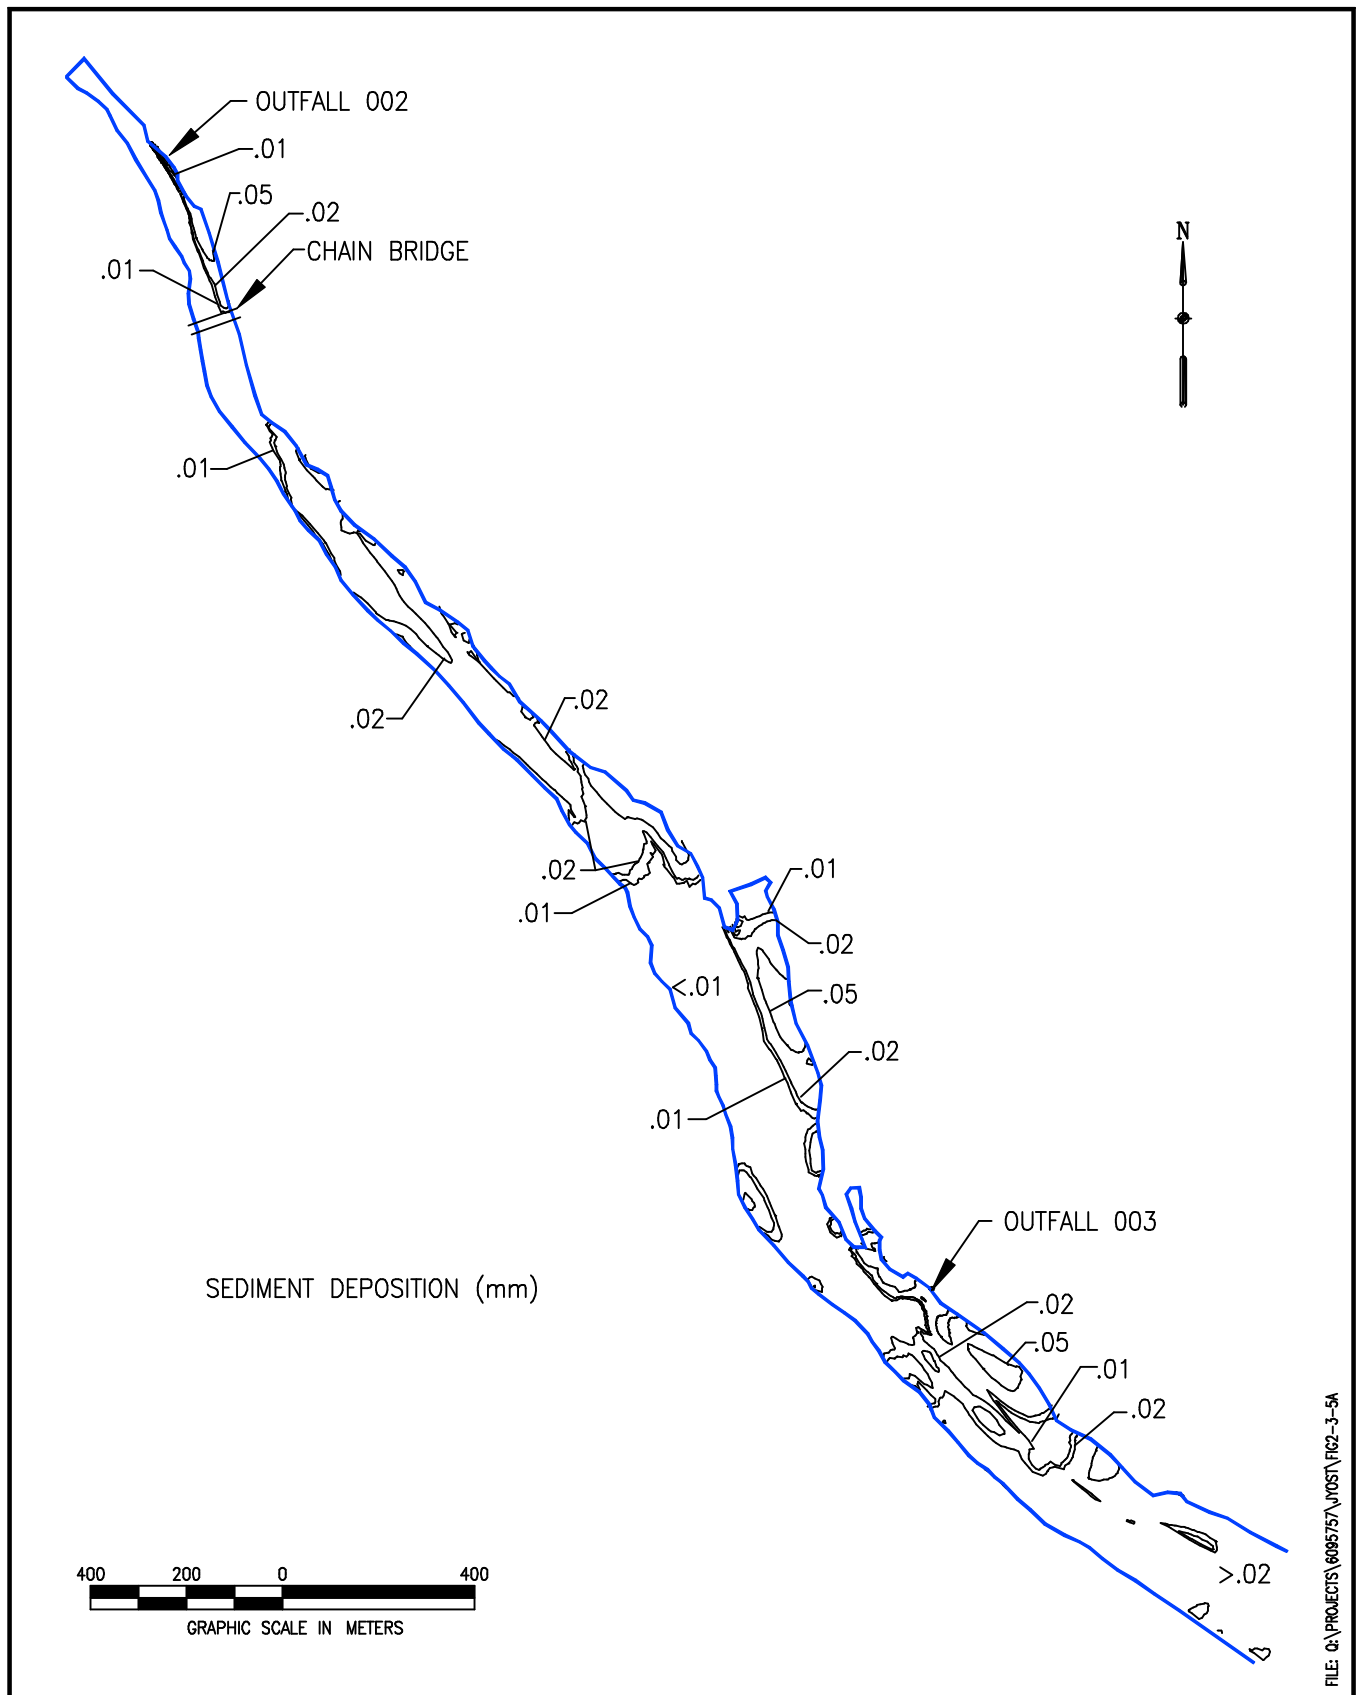 OUTFALL 002
.01
.05
.02
CHAIN BRIDGE
.01
N
.01
.02
.02
.02
.01
.01
.02
<.01
.05
.02
.01
OUTFALL 003
SEDIMENT DEPOSITION (mm)
.02
.05
.01
.02
>.02
400 200 0 400
GRAPHIC SCALE IN METERS
FILE: Q:\PROJECTS\6095757\JYOST\FIG2-3-5A